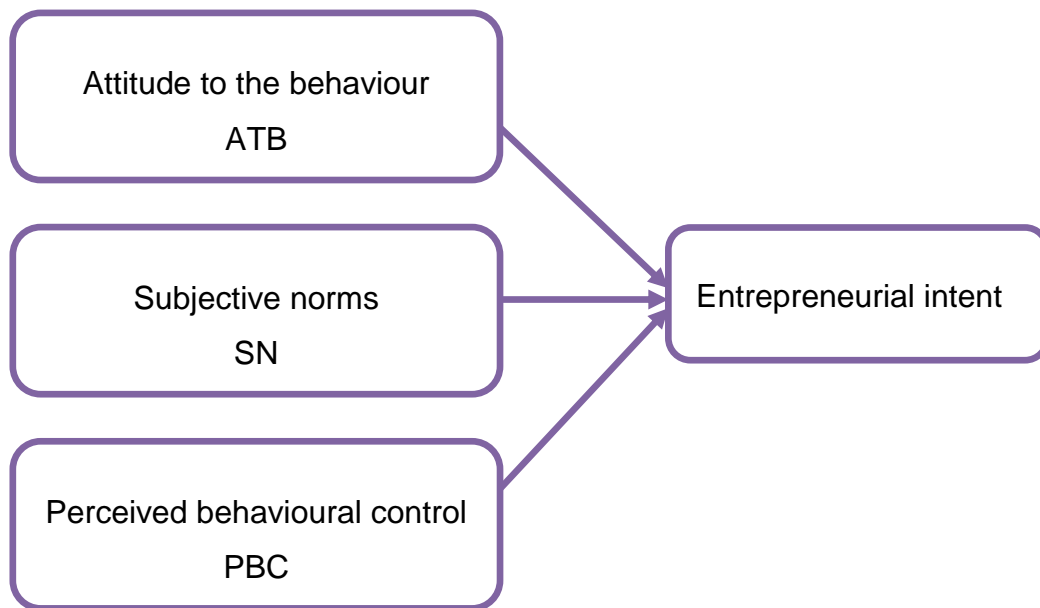 Attitude to the behaviour
ATB
Subjective norms
SN
Entrepreneurial intent
Perceived behavioural control
PBC